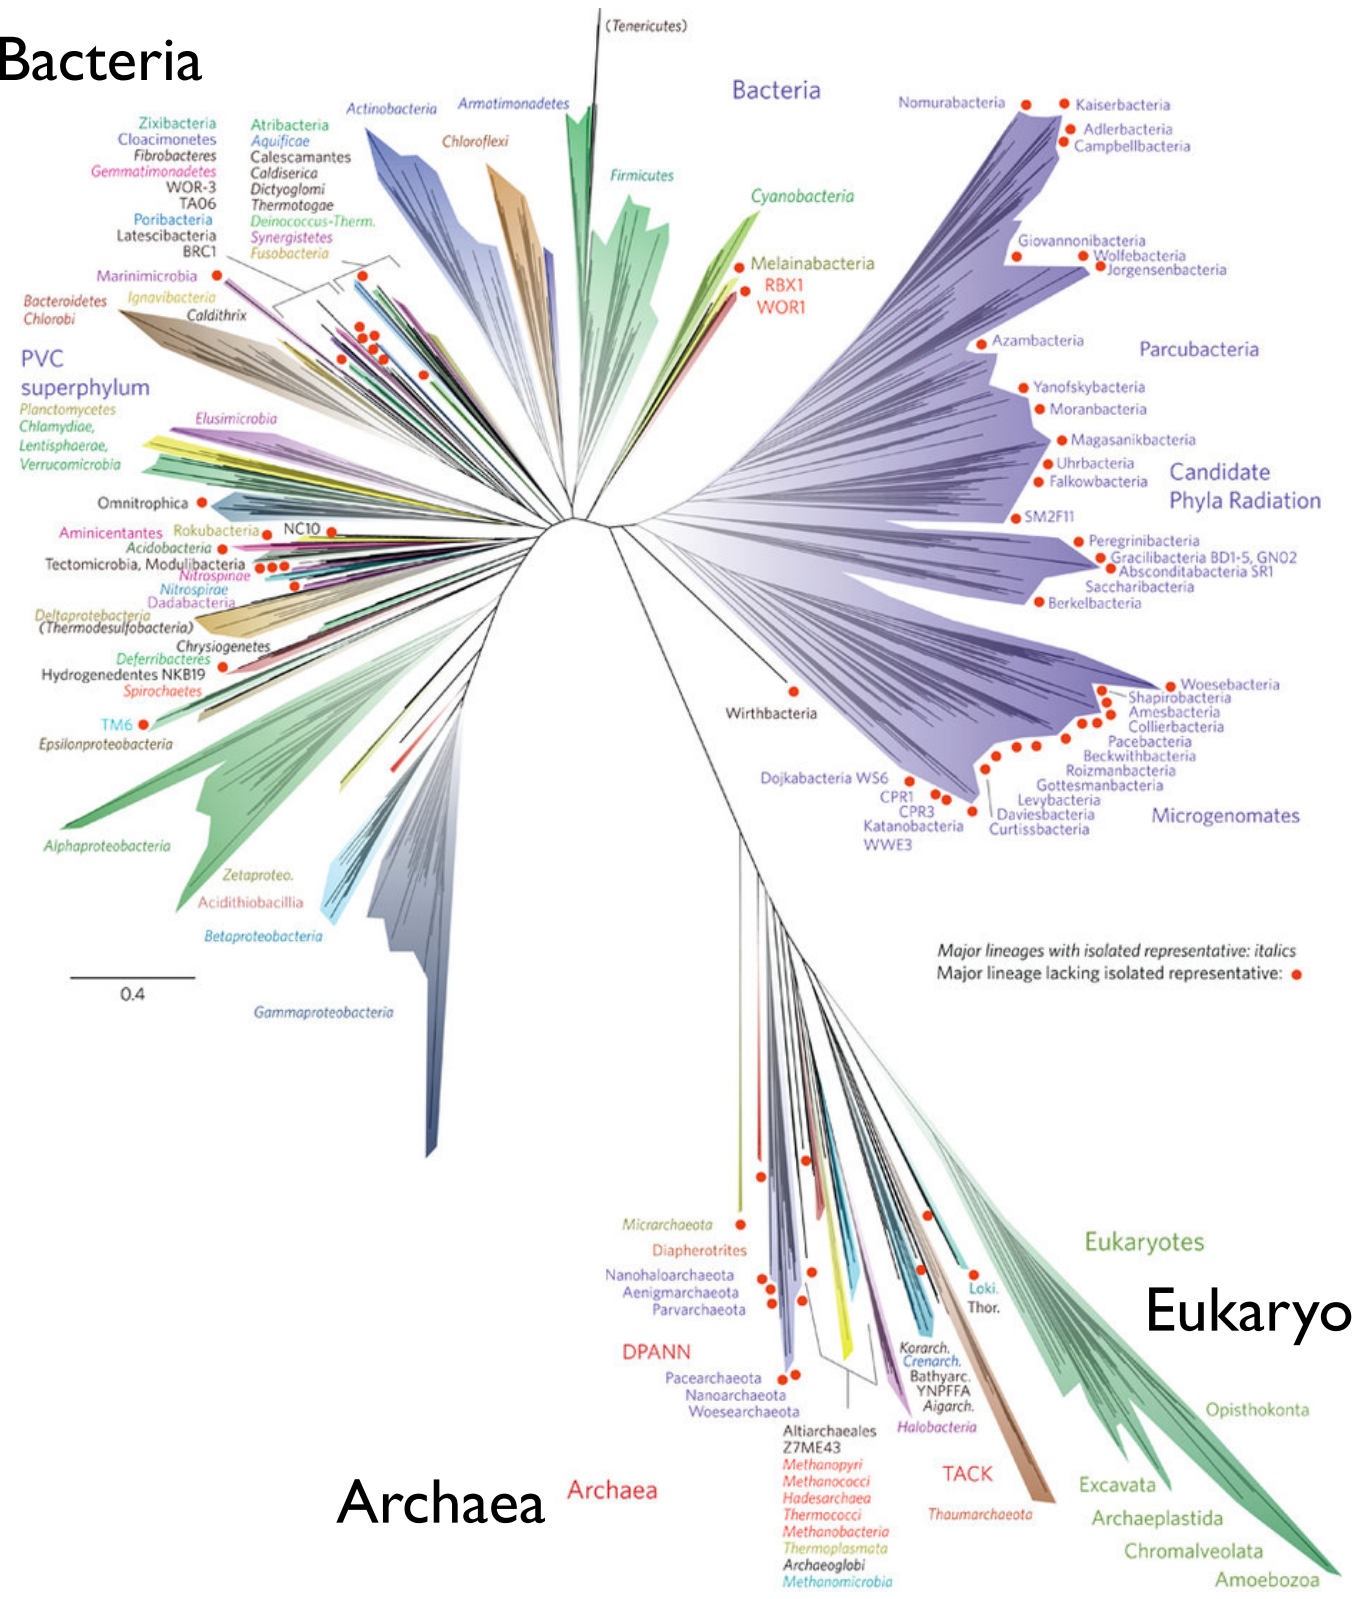 Bacteria
(Tenericutes)
Bacteria
Actinobacteria
Armatimonadetes
Chloroflexi
Firmicutes
Cyanobacteria
Melainabacteria
RBX1
WOR1
Zixibacteria
Cloacimonetes
Fibrobacteres
Gemmatimonadetes
WOR-3
TA06
Poribacteria
Latescibacteria
BRC1
Atribacteria
Aquificae
Calescamantes
Caldiserica
Dictyoglomi
Thermotogae
Deinococcus-Therm.
Synergistetes
Fusobacteria
Marinimicrobia
Bacteroidetes
Chlorobi
Ignavibacteria
Caldithrix
PVC
superphylum
Planctomycetes
Chlamydiae,
Lentisphaerae,
Verrucomicrobia
Elusimicrobia
Omnitrophica
Aminicentantes
Rokubacteria
NC10
Acidobacteria
Tectomicrobia, Modulibacteria
Nitrospinae
Nitrospirae
Dadabacteria
Deltaprotebacteria
(Thermodesulfobacteria)
Chrysiogenetes
Deferribacteres
Hydrogenedentes NKB19
Spirochaetes
TM6
Epsilonproteobacteria
Alphaproteobacteria
Zetaproteo.
Acidithiobacillia
Betaproteobacteria
Gammaproteobacteria
0.4
Nomurabacteria
Kaiserbacteria
Adlerbacteria
Campbellbacteria
Giovannonibacteria
Wolfebacteria
Jorgensenbacteria
Azambacteria
Parcubacteria
Yanofskybacteria
Moranbacteria
Magasanikbacteria
Uhrbacteria
Falkowbacteria
Candidate
Phyla Radiation
SM2F11
Peregrinibacteria
Gracilibacteria BD1-5, GN02
Absconditabacteria SR1
Saccharibacteria
Berkelbacteria
Woesebacteria
Shapirobacteria
Amesbacteria
Collierbacteria
Pacebacteria
Beckwithbacteria
Roizmanbacteria
Gottesmanbacteria
Levybacteria
Daviesbacteria
Curtissbacteria
Microgenomates
Wirthbacteria
Dojkabacteria WS6
CPR1
CPR3
Katanobacteria
WWE3
Major lineages with isolated representative: italics
Major lineage lacking isolated representative:
Micrarchaeota
Diapherotrites
Nanohaloarchaeota
Aenigmarchaeota
Parvarchaeota
DPANN
Pacearchaeota
Nanoarchaeota
Woesearchaeota
Altiarchaeales
Z7ME43
Methanopyri
Methanococci
Hadesarchaea
Thermococci
Methanobacteria
Thermoplasmata
Archaeoglobi
Methanomicrobia
Halobacteria
Korarch.
Crenarch.
Bathyarc.
YNPFFA
Aigarch.
Loki.
Thor.
TACK
Thaumarchaeota
Archaea
Archaea
Eukaryotes
Eukaryo
Opisthokonta
Excavata
Archaeplastida
Chromalveolata
Amoebozoa